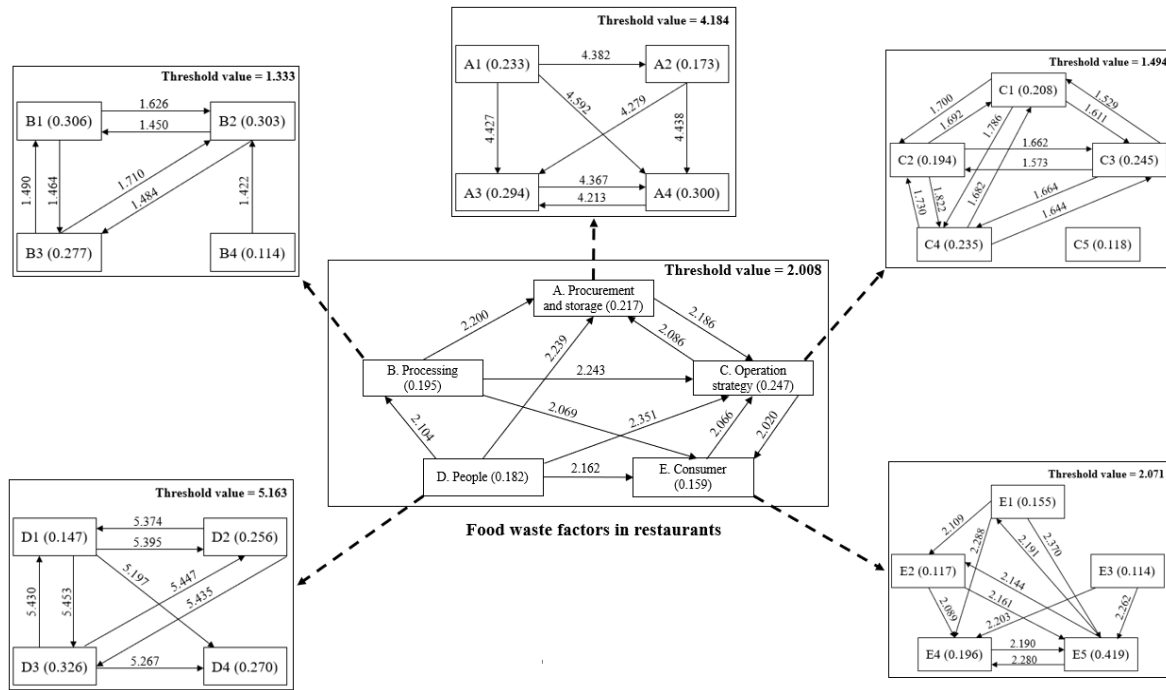 Threshold value = 4.184
A1 (0.233)
4.382
A2 (0.173)
4.427
4.592
4.279
4.438
A3 (0.294)
4.367
4.213
A4 (0.300)
Threshold value = 1.333
B1 (0.306)
1.626
1.450
B2 (0.303)
1.490
1.464
1.710
1.484
1.422
B3 (0.277)
B4 (0.114)
Threshold value = 1.494
C1 (0.208)
1.700
1.692
1.786
1.529
1.611
C2 (0.194)
1.662
1.573
C3 (0.245)
1.730
1.822
1.682
1.664
1.644
C4 (0.235)
C5 (0.118)
Threshold value = 2.008
A. Procurement
and storage (0.217)
2.200
2.239
2.186
2.086
B. Processing
(0.195)
2.243
C. Operation
strategy (0.247)
2.104
2.069
2.351
2.066
2.020
D. People (0.182)
2.162
E. Consumer
(0.159)
Food waste factors in restaurants
Threshold value = 5.163
D1 (0.147)
5.374
5.395
D2 (0.256)
5.430
5.453
5.197
5.447
5.435
D3 (0.326)
5.267
D4 (0.270)
Threshold value = 2.071
E1 (0.155)
2.109
2.288
2.191
2.370
E2 (0.117)
E3 (0.114)
2.144
2.089
2.161
2.203
2.262
E4 (0.196)
2.190
2.280
E5 (0.419)